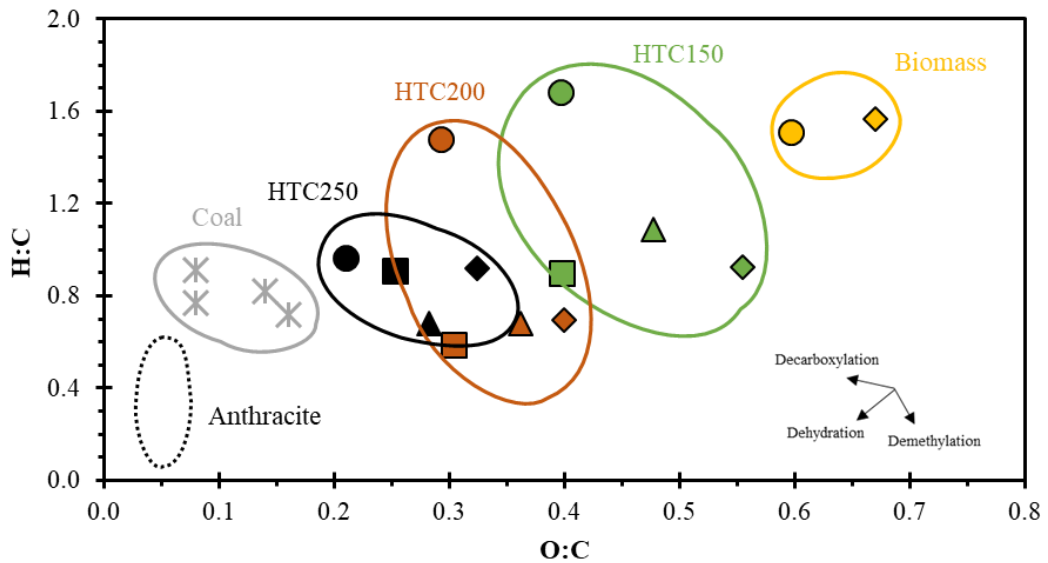 2.0
HTC150
Biomass
HTC200
1.6
HTC250
1.2
Coal
H:C
0.8
Decarboxylation
0.4
Anthracite
Dehydration
Demethylation
0.0
0.0 0.1 0.2 0.3 0.4 0.5 0.6 0.7 0.8
O:C